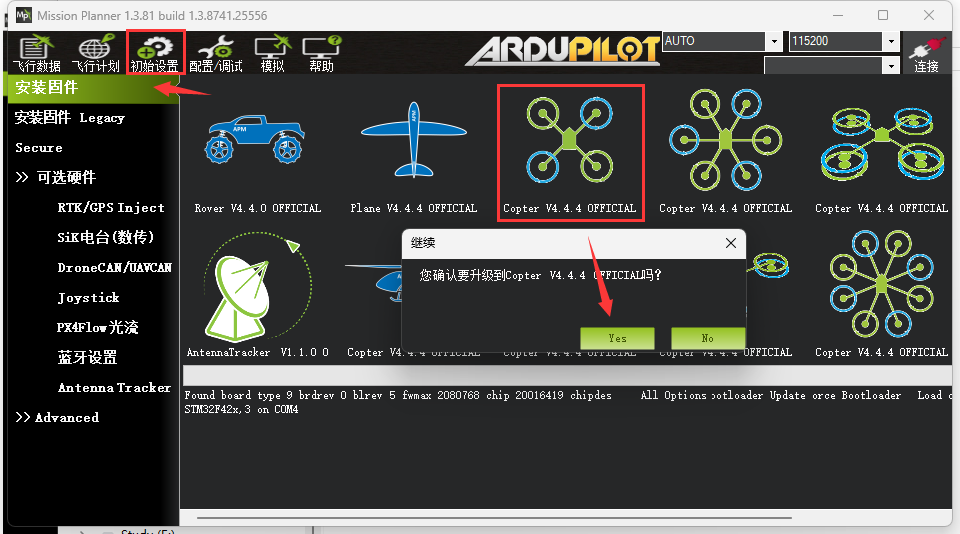 Mission Planner 1.3.81 build 1.3.8741.25556
飞行数据 飞行计划 初始设置 配置/调试 模拟 帮助
ARDUPILOT
AUTO
115200
连接
安装固件
安装固件 Legacy
Secure
>> 可选硬件
RTK/GPS Inject
SiK电台(数传)
DroneCAN/UAVCAN
Joystick
PX4Flow光流
蓝牙设置
Antenna Tracker
>> Advanced
APM
APM
Rover V4.4.0 OFFICIAL
Plane V4.4.4 OFFICIAL
Copter V4.4.4 OFFICIAL
Copter V4.4.4 OFFICIAL
Copter V4.4.4 OFFICIAL
继续
您确认要升级到Copter V4.4.4 OFFICIAL吗?
Yes
No
AntennaTracker V1.1.0 0
Copter V4.4.4 OFFICIAL
Copter V4.4.4 OFFICIAL
Copter V4.4.4 OFFICIAL
Copter V4.4.4 OFFICIAL
Found board type 9 brdrev 0 blrev 5 fwmax 2080768 chip 20016419 chipdes
STM32F42x,3 on COM4
All Options
otloader Update
orce Bootloader
Load